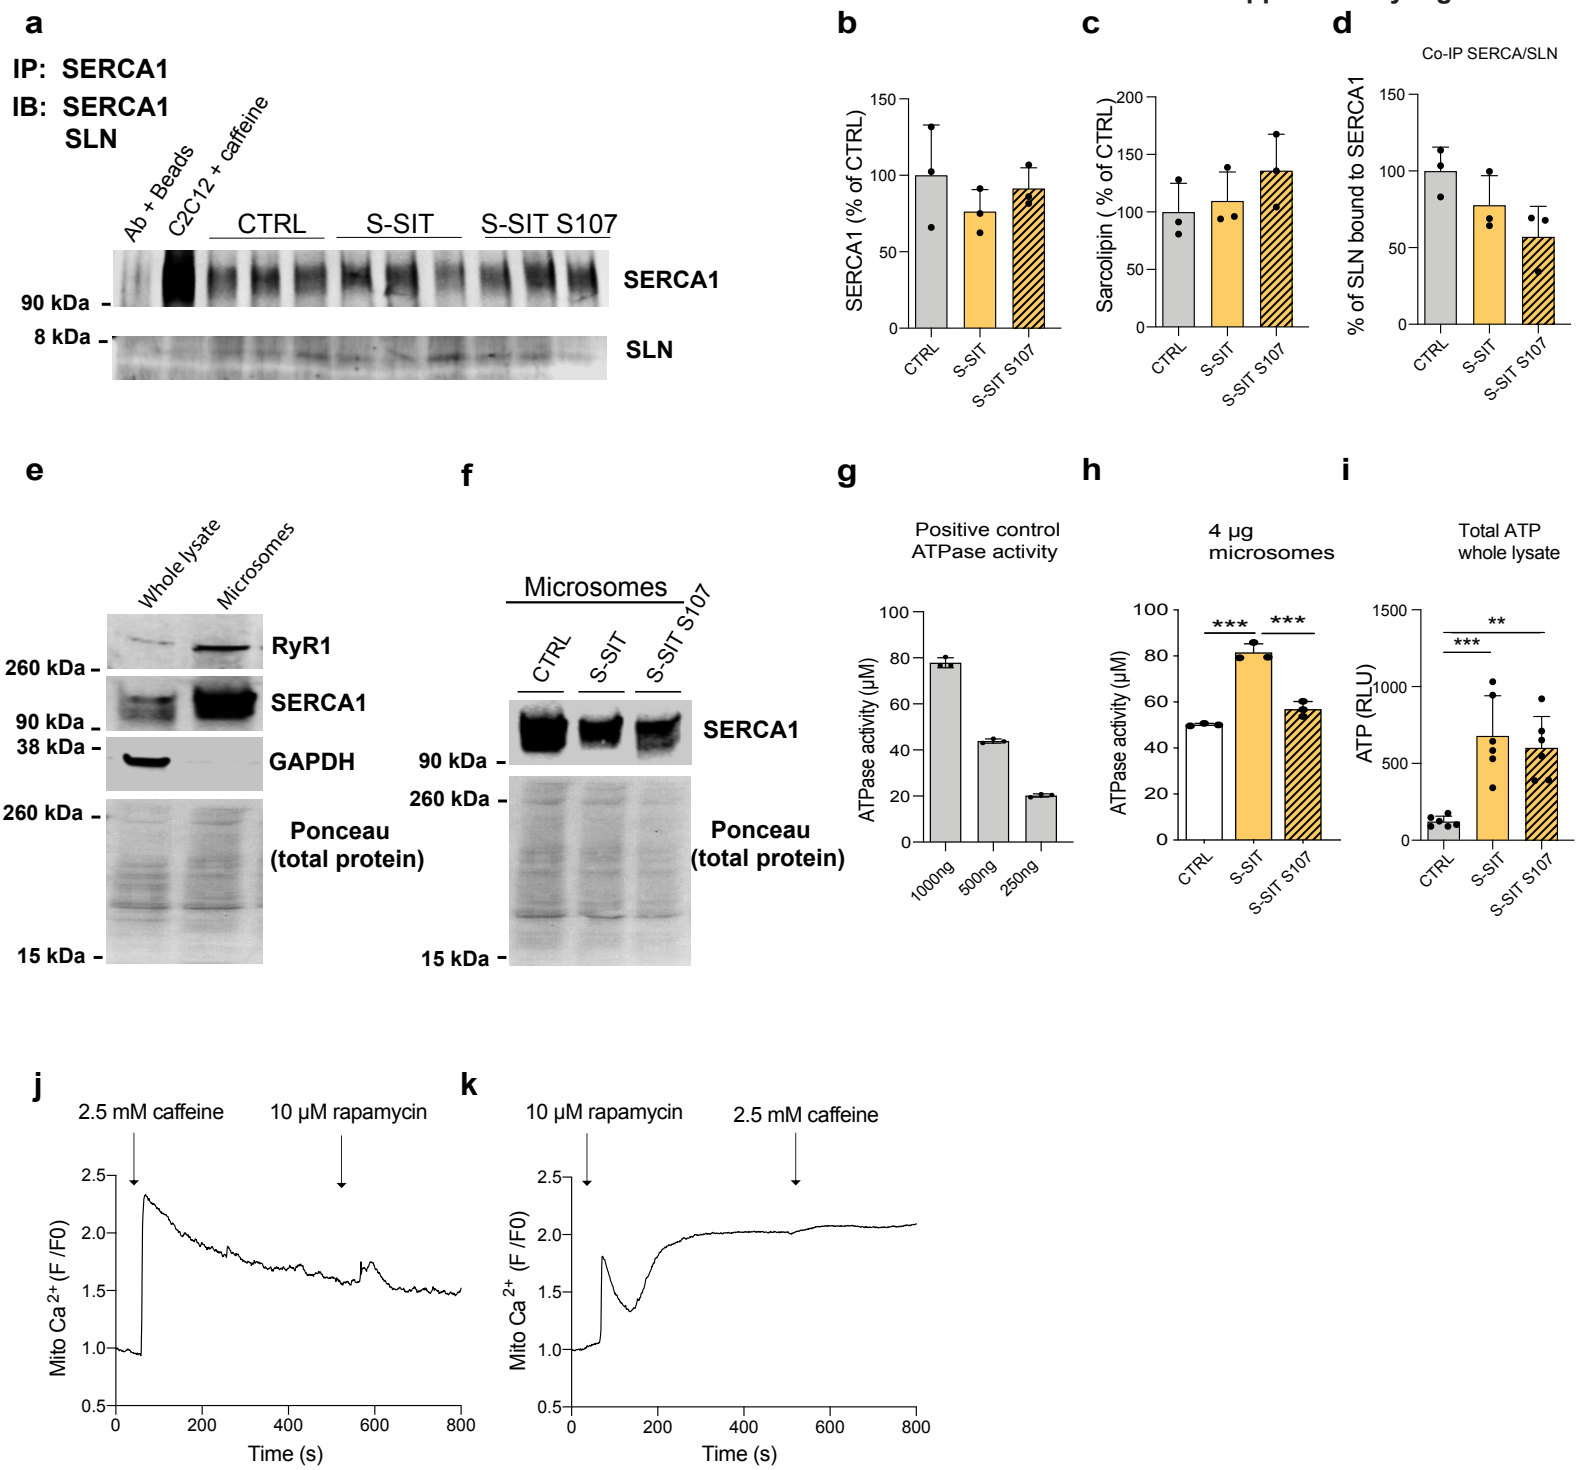 a
IP: SERCA1
IB: SERCA1
SLN
Ab + Beads
C2C12 + caffeine
CTRL
S-SIT
S-SIT S107
SERCA1
90 kDa
8 kDa
SLN
b
SERCA1 (% of CTRL)
150
100
50
0
CTRL
S-SIT
S-SIT S107
c
Sarcolipin ( % of CTRL)
200
150
100
50
0
CTRL
S-SIT
S-SIT S107
d
Co-IP SERCA/SLN
% of SLN bound to SERCA1
150
100
50
0
CTRL
S-SIT
S-SIT S107
e
Whole lysate
Microsomes
RyR1
260 kDa
SERCA1
90 kDa
38 kDa
GAPDH
260 kDa
Ponceau
(total protein)
15 kDa
f
Microsomes
CTRL
S-SIT
S-SIT S107
SERCA1
90 kDa
260 kDa
Ponceau
(total protein)
15 kDa
g
Positive control
ATPase activity
ATPase activity (µM)
100
80
60
40
20
0
1000ng
500ng
250ng
h
4 µg
microsomes
ATPase activity (µM)
100
80
60
40
20
0
***
***
CTRL
S-SIT
S-SIT S107
i
Total ATP
whole lysate
ATP (RLU)
1500
1000
500
0
**
***
CTRL
S-SIT
S-SIT S107
j
2.5 mM caffeine
10 µM rapamycin
Mito Ca2+ (F /F0)
2.5
2.0
1.5
1.0
0.5
0
200
400
600
800
Time (s)
k
10 µM rapamycin
2.5 mM caffeine
Mito Ca2+ (F /F0)
2.5
2.0
1.5
1.0
0.5
0
200
400
600
800
Time (s)